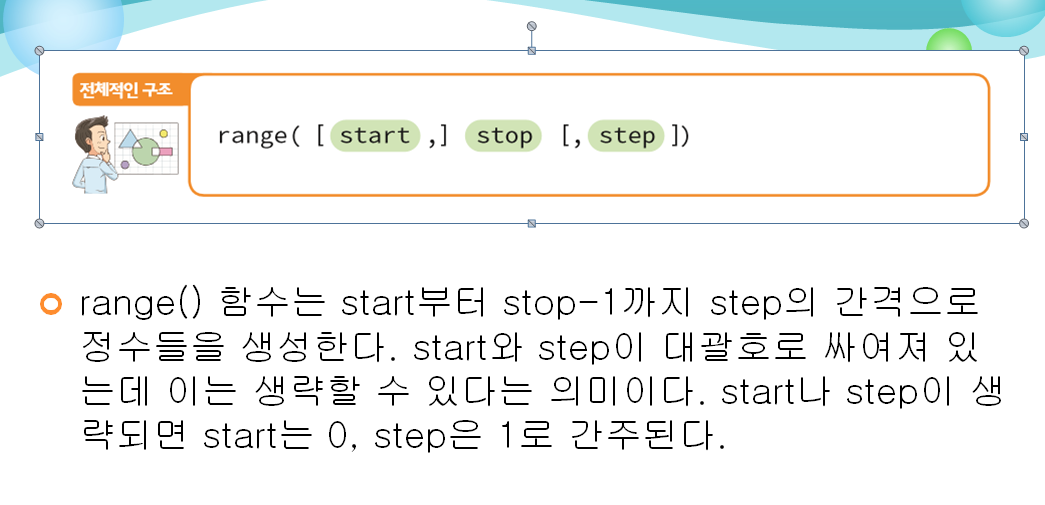 전체적인 구조
range( [ start ,] stop [, step ])
range() 함수는 start부터 stop-1까지 step의 간격으로
정수들을 생성한다. start와 step이 대괄호로 싸여져 있
는데 이는 생략할 수 있다는 의미이다. start나 step이 생
략되면 start는 0, step은 1로 간주된다.